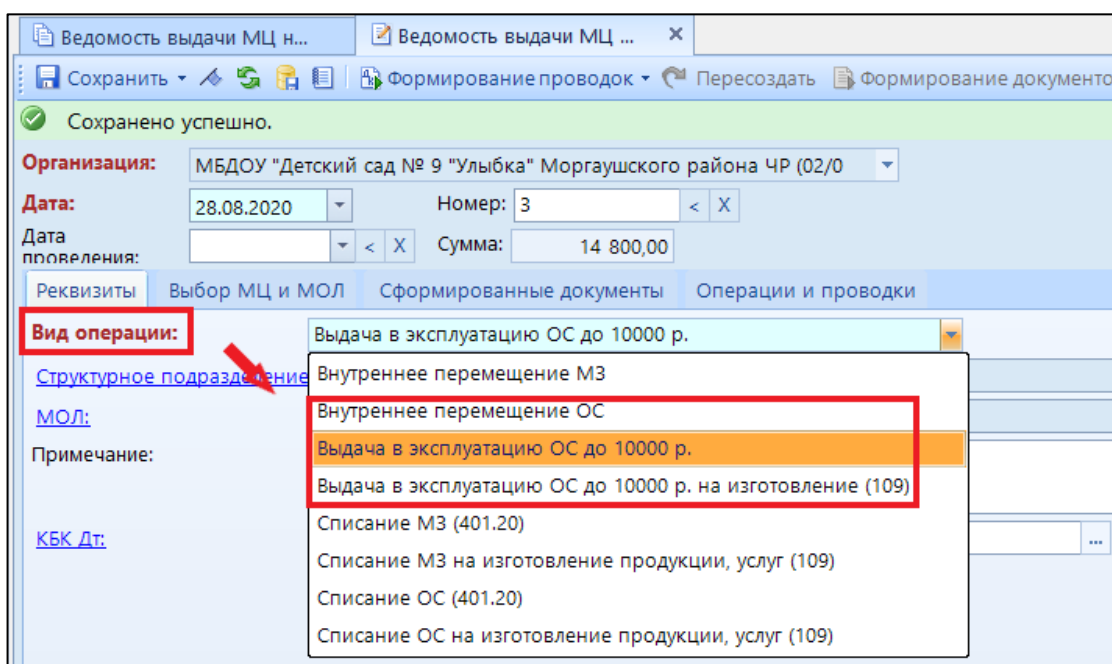 Ведомость выдачи МЦ н... Ведомость выдачи МЦ ... ×
Сохранить Формирование проводок Пересоздать Формирование документо
Сохранено успешно.
Организация: МБДОУ "Детский сад № 9 "Улыбка" Моргаушского района ЧР (02/0
Дата: 28.08.2020 Номер: 3 < X
Дата проведения: < X Сумма: 14 800,00
Реквизиты Выбор МЦ и МОЛ Сформированные документы Операции и проводки
Вид операции: Выдача в эксплуатацию ОС до 10000 р.
Структурное подразделение Внутреннее перемещение МЗ
МОЛ: Внутреннее перемещение ОС
Примечание: Выдача в эксплуатацию ОС до 10000 р.
Выдача в эксплуатацию ОС до 10000 р. на изготовление (109)
Списание МЗ (401.20)
КБК Дт: ...
Списание МЗ на изготовление продукции, услуг (109)
Списание ОС (401.20)
Списание ОС на изготовление продукции, услуг (109)